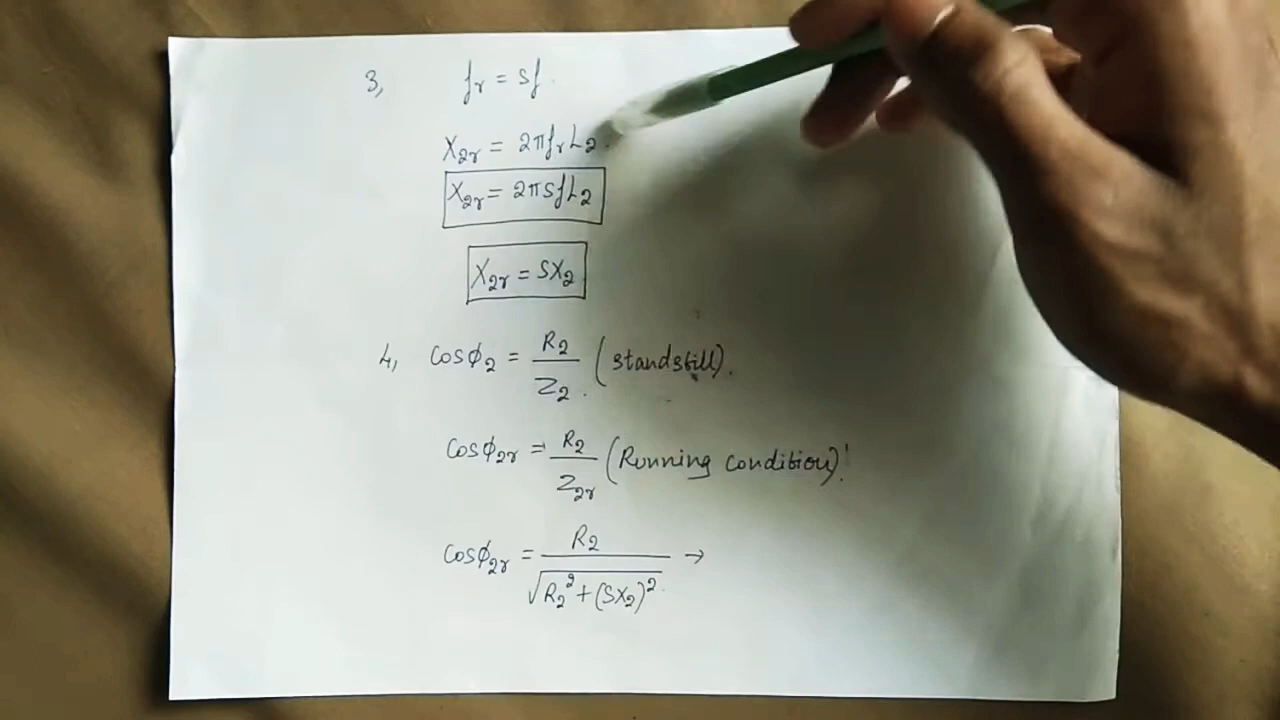 3, fr = sf.
X2r = 2πfrL2.
X2r = 2πsfL2
X2r = SX2
4, Cosφ2 = R2/Z2. (standstill).
Cosφ2r = R2/Z2r (Running condition)!
Cosφ2r = R2/√R2²+(SX2)² →